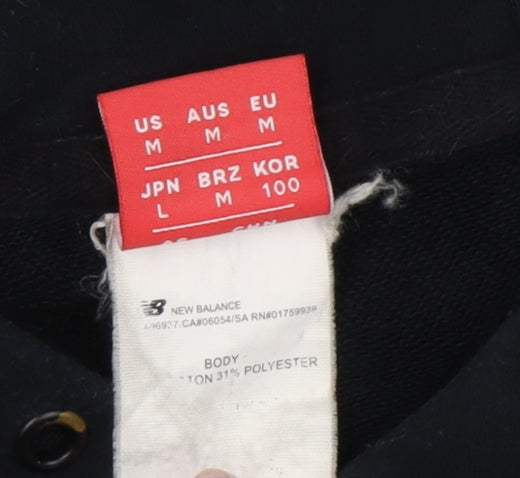 US AUS EU
M M M
JPN BRZ KOR
L M 100
NEW BALANCE
CA#06054/SA RN#01759939
BODY
31% POLYESTER